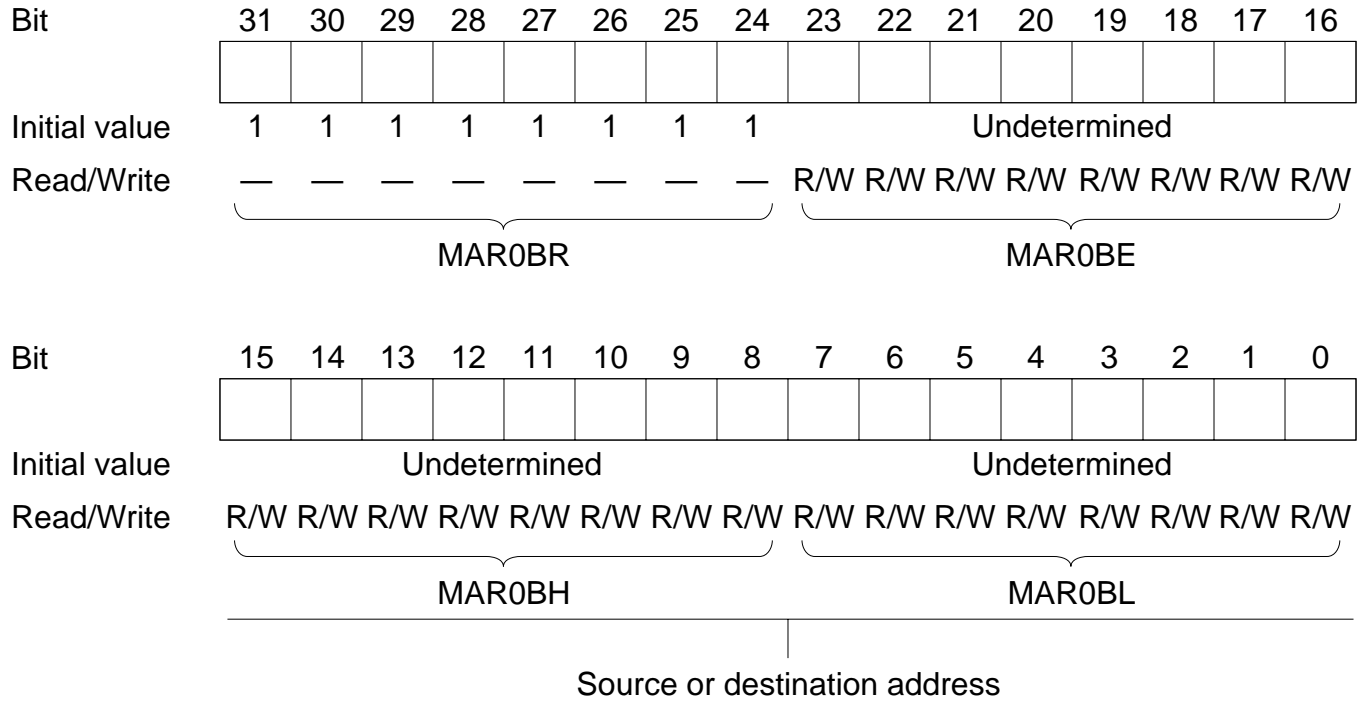 Bit 31 30 29 28 27 26 25 24 23 22 21 20 19 18 17 16
Initial value 1 1 1 1 1 1 1 1 Undetermined
Read/Write — — — — — — — — R/W R/W R/W R/W R/W R/W R/W R/W
MAR0BR MAR0BE
Bit 15 14 13 12 11 10 9 8 7 6 5 4 3 2 1 0
Initial value Undetermined Undetermined
Read/Write R/W R/W R/W R/W R/W R/W R/W R/W R/W R/W R/W R/W R/W R/W R/W R/W
MAR0BH MAR0BL
Source or destination address